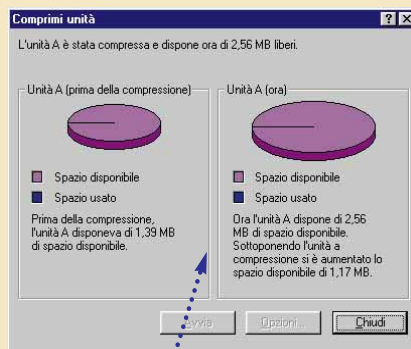 Comprimi unità
L'unità A è stata compressa e dispone ora di 2,56 MB liberi.
Unità A (prima della compressione)
Spazio disponibile
Spazio usato
Prima della compressione,
l'unità A disponeva di 1,39 MB
di spazio disponibile.
Unità A (ora)
Spazio disponibile
Spazio usato
Ora l'unità A dispone di 2,56
MB di spazio disponibile.
Sottoponendo l'unità a
compressione si è aumentato lo
spazio disponibile di 1,17 MB.
Avvia
Opzioni...
Chiudi